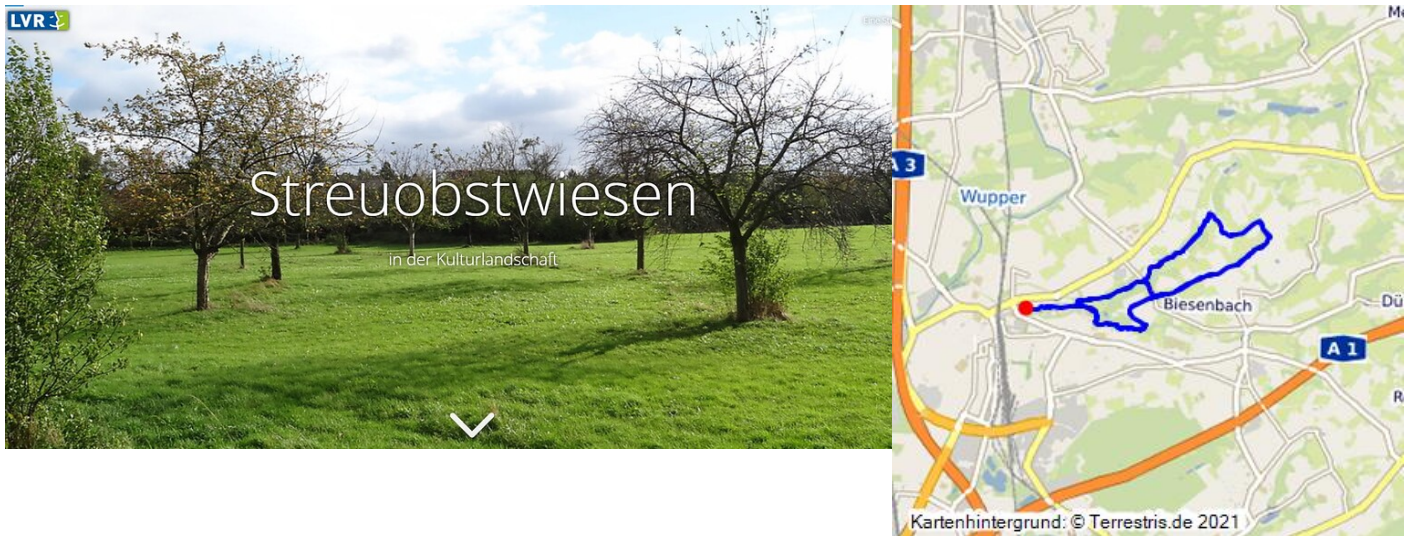 LVR
Streuobstwiesen
in der Kulturlandschaft
A 3
Wupper
Biesenbach
A 1
Kartenhintergrund: © Terrestris.de 2021